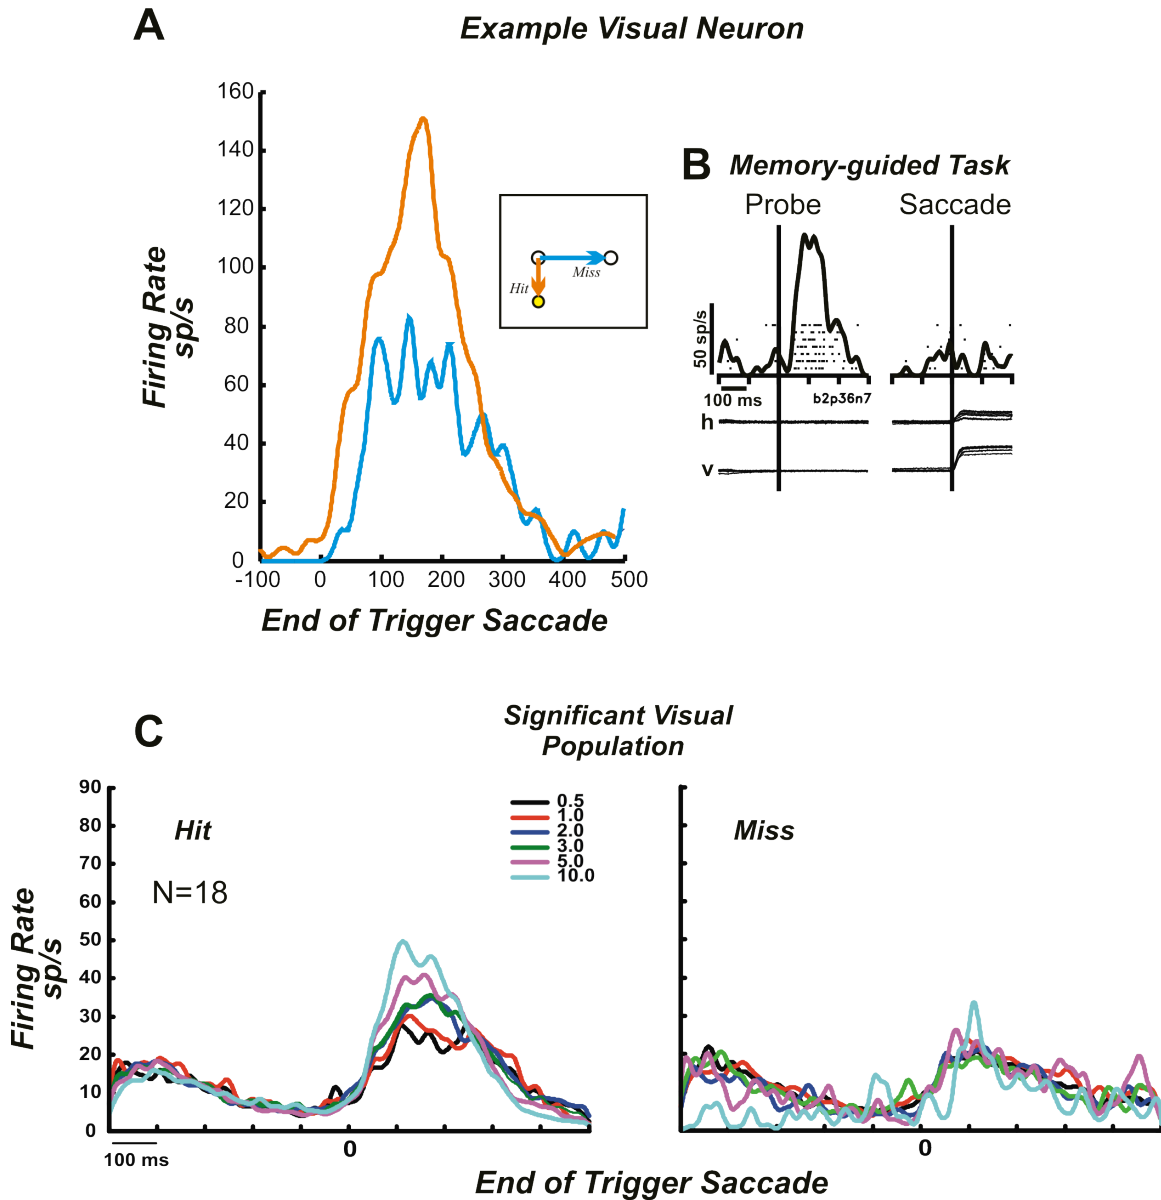 A
Example Visual Neuron
160
140
120
100
80
60
40
20
0
Firing Rate
sp/s
-100 0 100 200 300 400 500
End of Trigger Saccade
Hit
Miss
B
Memory-guided Task
Probe
Saccade
50 sp/s
100 ms
b2p36n7
h
v
C
Significant Visual
Population
90
80
70
60
50
40
30
20
10
0
Firing Rate
sp/s
Hit
N=18
0.5
1.0
2.0
3.0
5.0
10.0
Miss
100 ms
0
0
End of Trigger Saccade